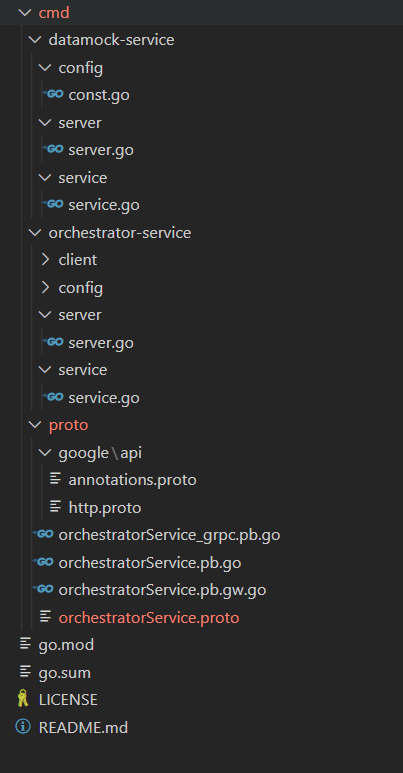 cmd
datamock-service
config
GO const.go
server
GO server.go
service
GO service.go
orchestrator-service
client
config
server
GO server.go
service
GO service.go
proto
google\api
annotations.proto
http.proto
GO orchestratorService_grpc.pb.go
GO orchestratorService.pb.go
GO orchestratorService.pb.gw.go
orchestratorService.proto
go.mod
go.sum
LICENSE
README.md